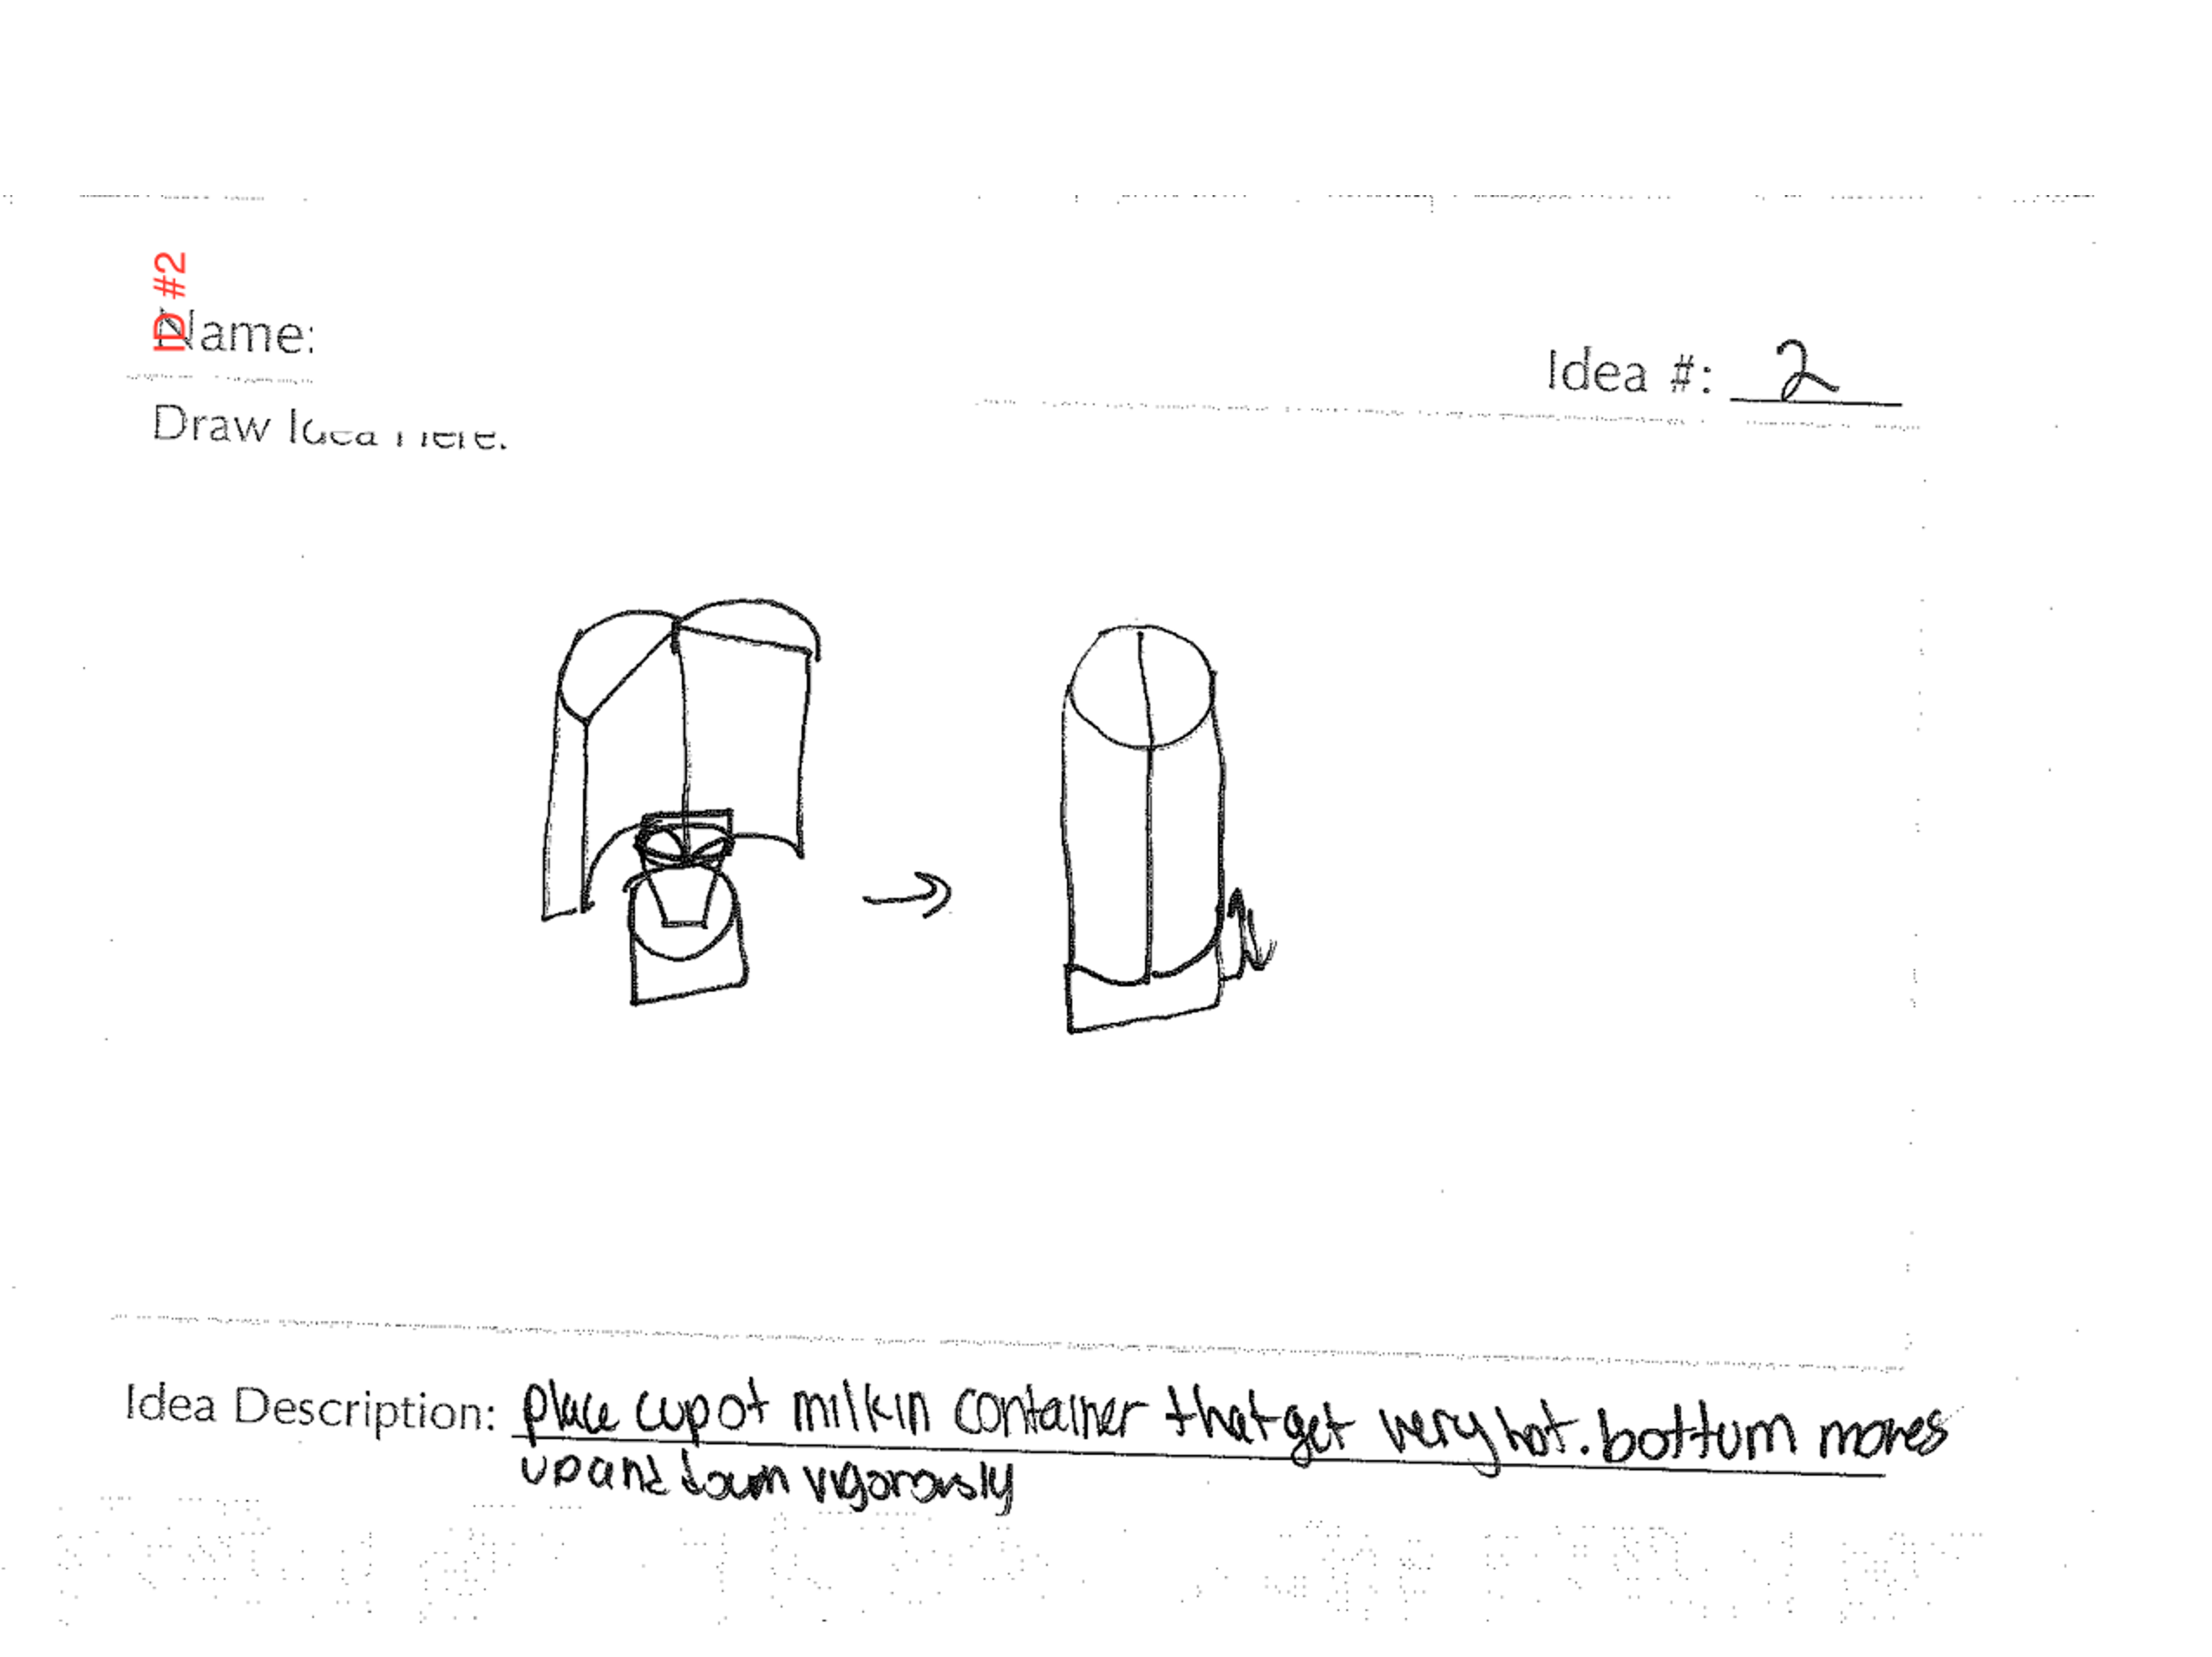 ID #2
Name:
Idea #: 2
Draw Idea Here:
Idea Description: place cup of milk in container that get very hot. bottom moves
up and down vigorously